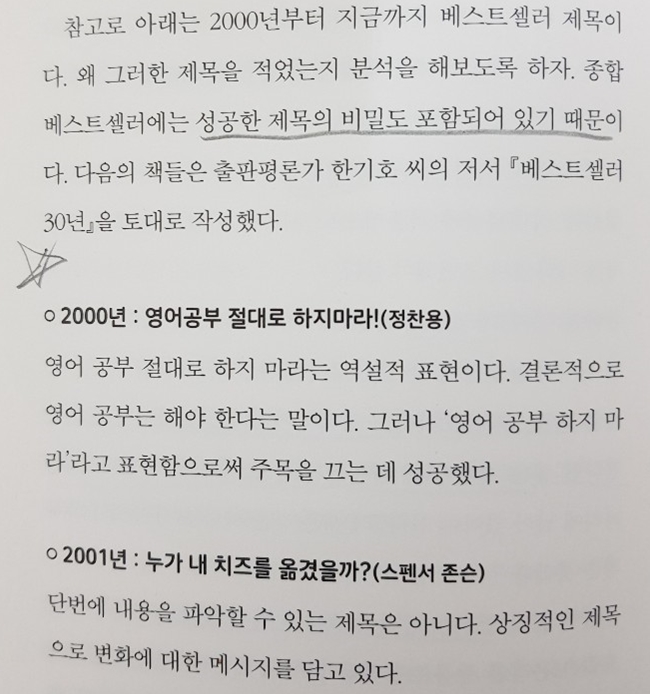 참고로 아래는 2000년부터 지금까지 베스트셀러 제목이
다. 왜 그러한 제목을 적었는지 분석을 해보도록 하자. 종합
베스트셀러에는 성공한 제목의 비밀도 포함되어 있기 때문이
다. 다음의 책들은 출판평론가 한기호 씨의 저서 『베스트셀러
30년』을 토대로 작성했다.
○ 2000년 : 영어공부 절대로 하지마라!(정찬용)
영어 공부 절대로 하지 마라는 역설적 표현이다. 결론적으로
영어 공부는 해야 한다는 말이다. 그러나 ‘영어 공부 하지 마
라’라고 표현함으로써 주목을 끄는 데 성공했다.
○ 2001년 : 누가 내 치즈를 옮겼을까?(스펜서 존슨)
단번에 내용을 파악할 수 있는 제목은 아니다. 상징적인 제목
으로 변화에 대한 메시지를 담고 있다.